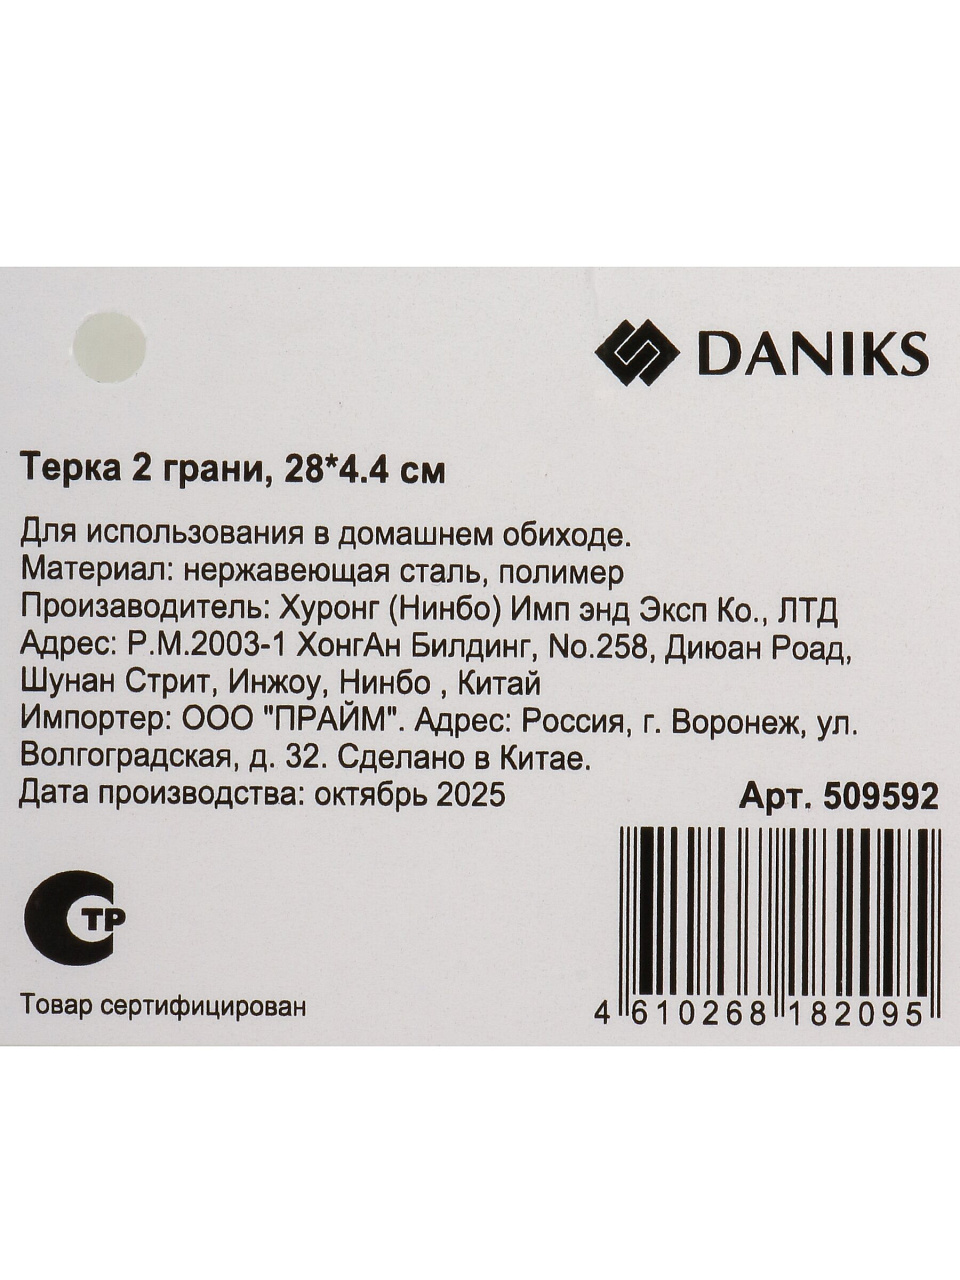 DANIKS
Терка 2 грани, 28*4.4 см
Для использования в домашнем обиходе.
Материал: нержавеющая сталь, полимер
Произаводитель: Хуронг (Нинбо) Имп энд Эксп Ко., ЛТД
Адрес: Р.М.2003-1 ХонгАн Билдинг, No.258, Диюан Роад,
Шунан Стрит, Инжоу, Нинбо , Китай
Импортер: ООО "ПРАЙМ". Адрес: Россия, г. Воронеж, ул.
Волгоградская, д. 32. Сделано в Китае.
Дата производства: октябрь 2025
Арт. 509592
СТР
Товар сертифицирован
4 610268 182095